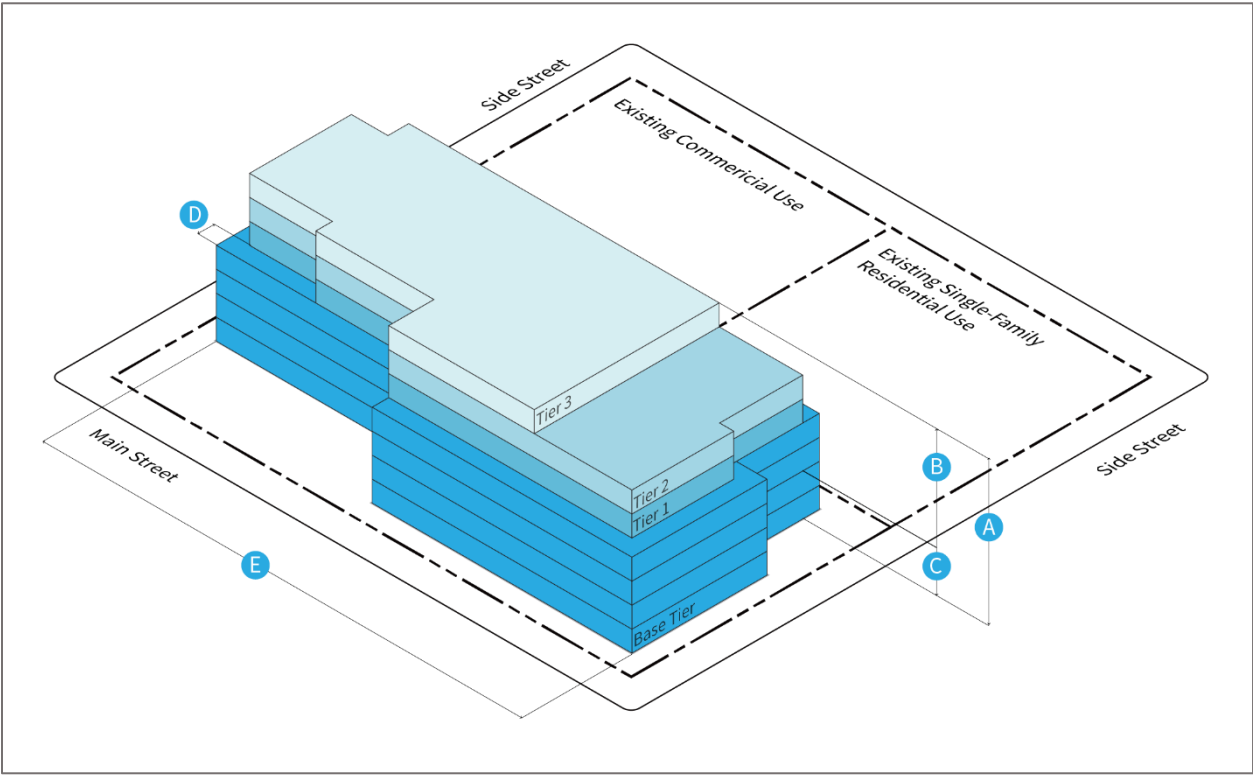 Side Street
Existing Commericial Use
D
Existing Single-Family
Residential Use
Tier 3
Main Street
Side Street
B
Tier 2
Tier 1
A
E
C
Base Tier